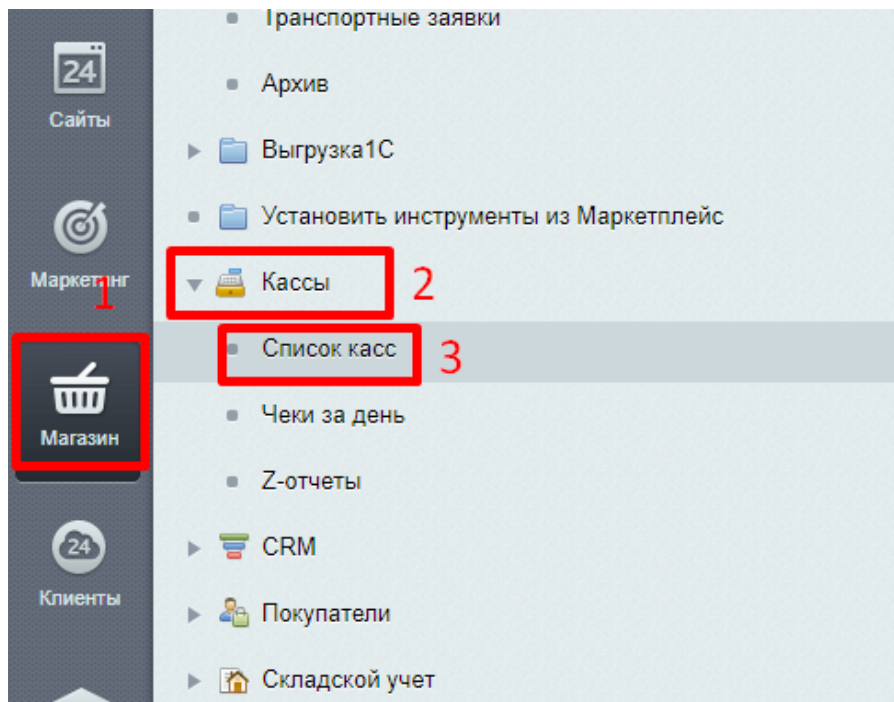 Транспортные заявки
24
Сайты
Архив
Выгрузка1С
Установить инструменты из Маркетплейс
Маркетинг
1
Кассы
2
Список касс
3
Магазин
Чеки за день
Z-отчеты
24
Клиенты
CRM
Покупатели
Складской учет